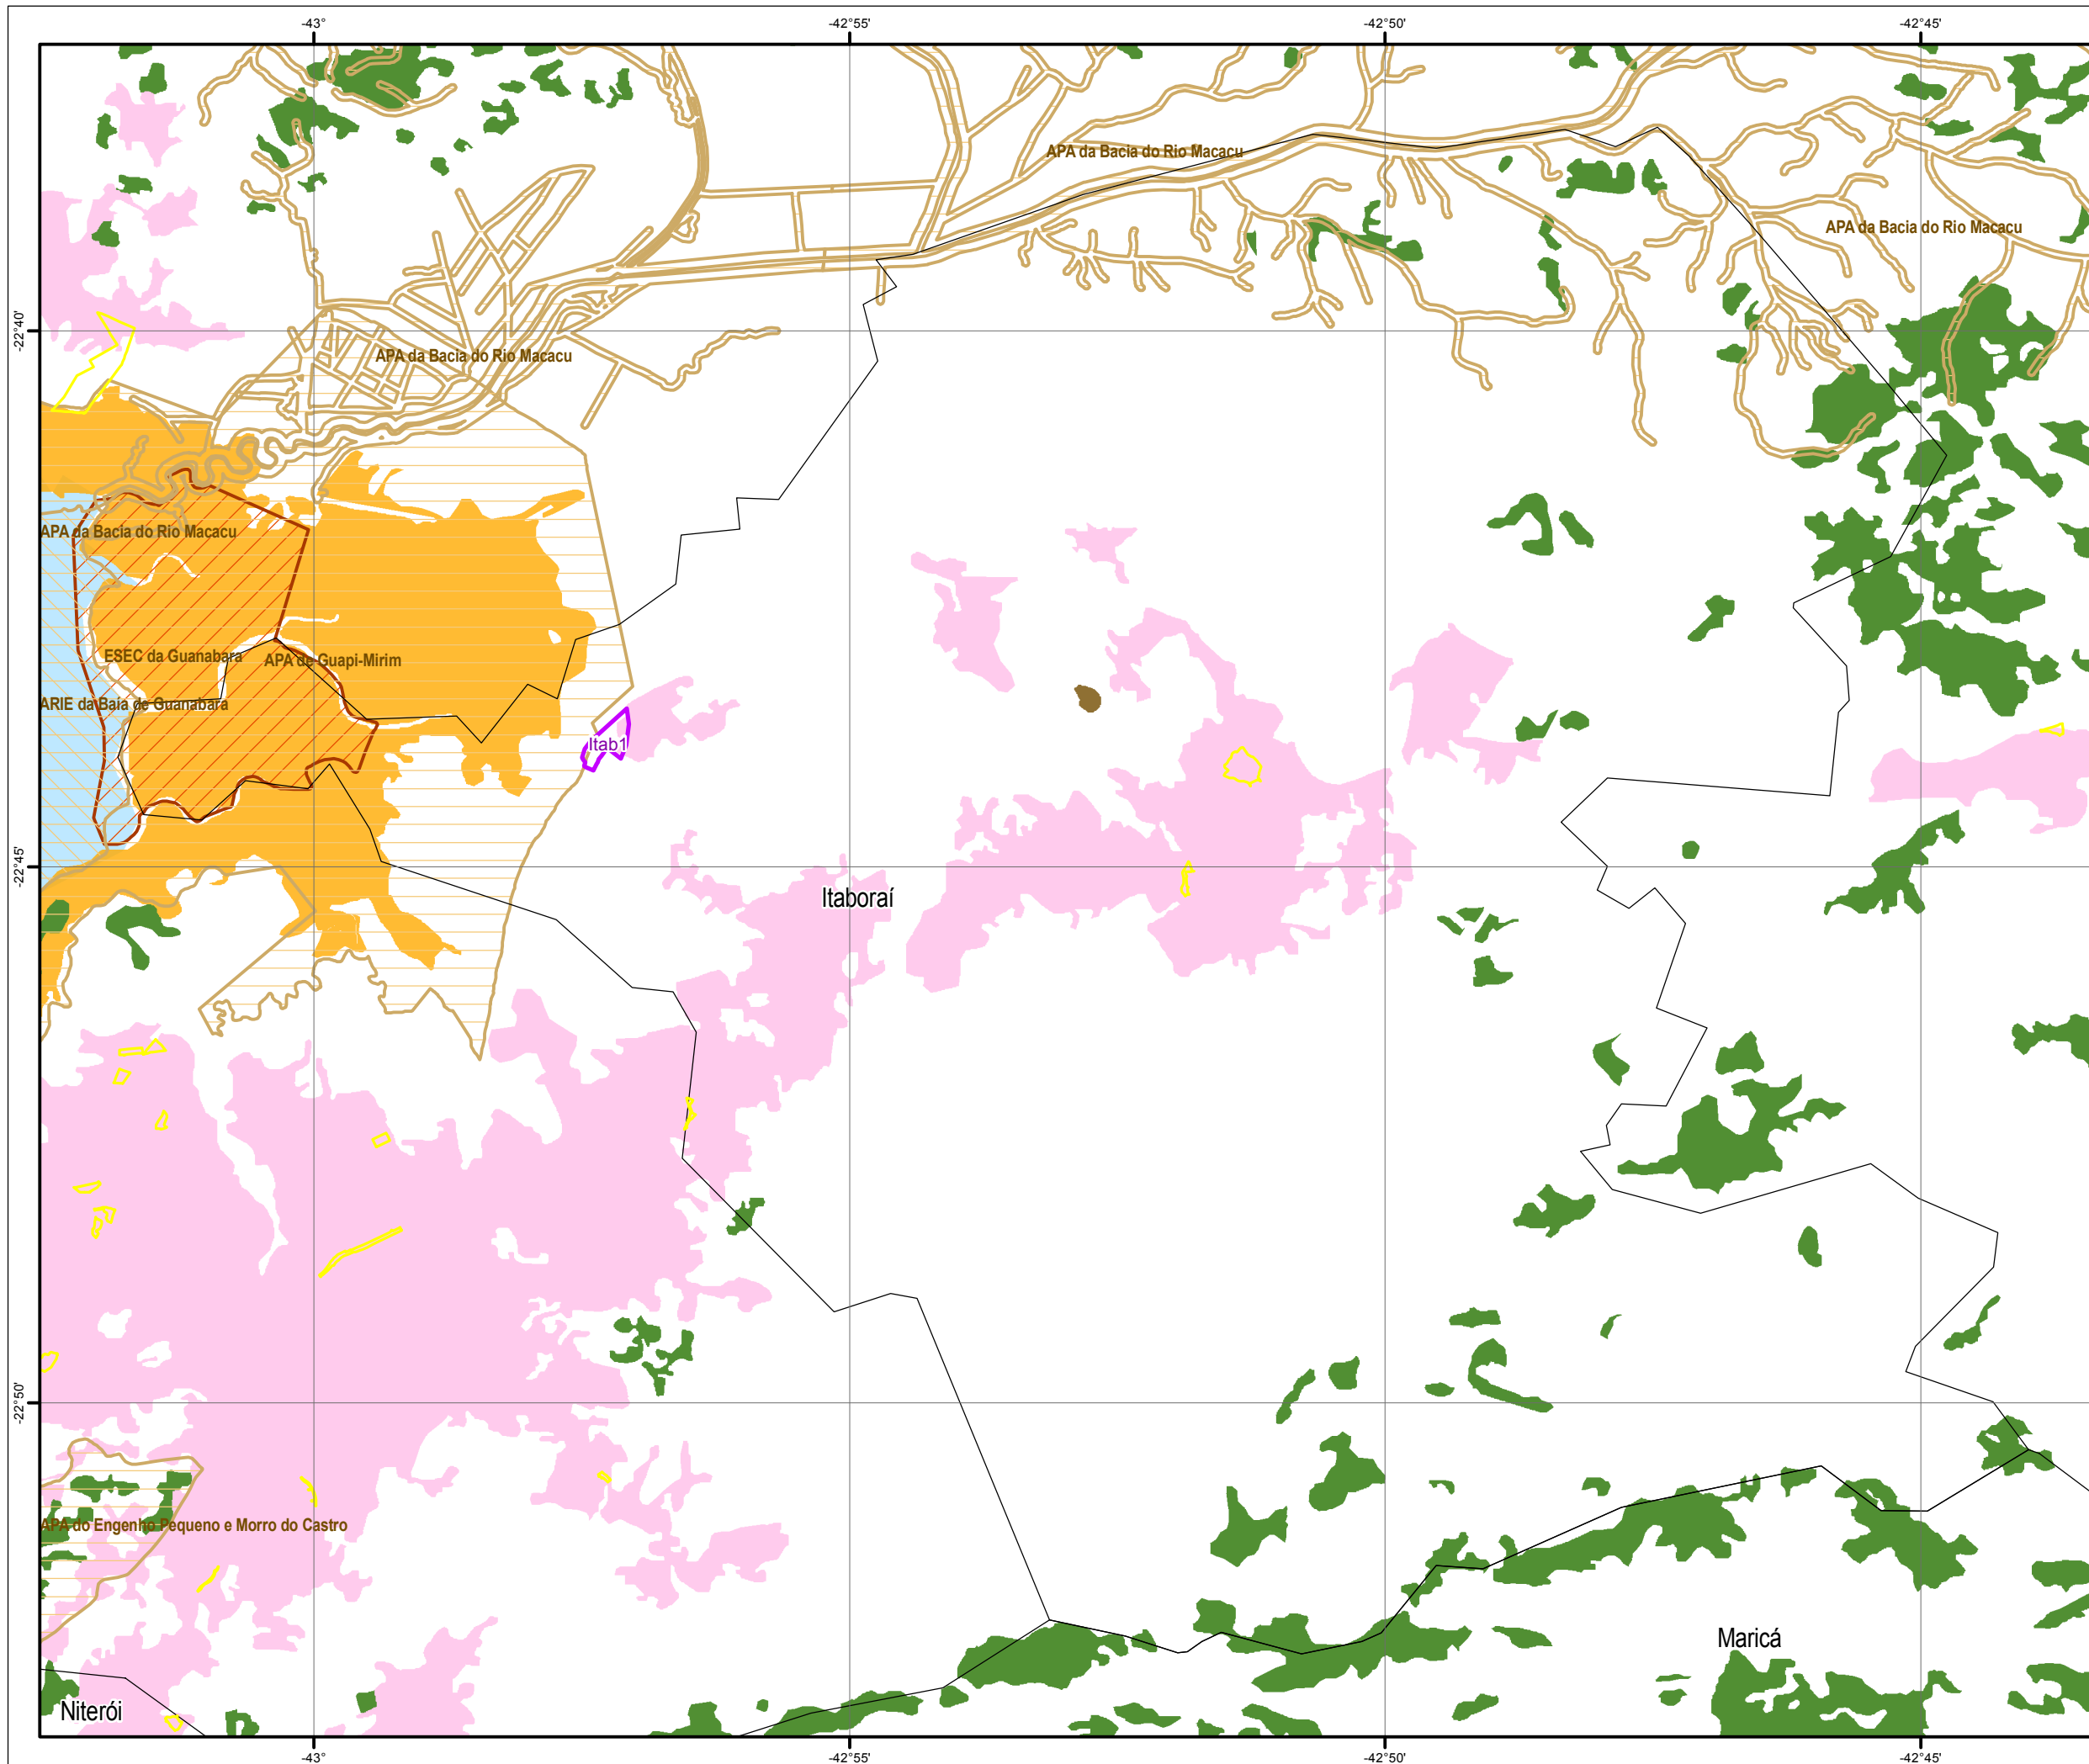 -43° -42°55' -42°50' -42°45'
APA da Bacia do Rio Macacu
APA da Bacia do Rio Macacu
-22°40'
APA da Bacia do Rio Macacu
APA da Bacia do Rio Macacu
ESEC da Guanabara
APA de Guapi-Mirim
ARIE da Baía de Guanabara
Itab1
-22°45'
Itaboraí
-22°50'
APA do Engenho Pequeno e Morro do Castro
Maricá
Niterói
-43° -42°55' -42°50' -42°45'